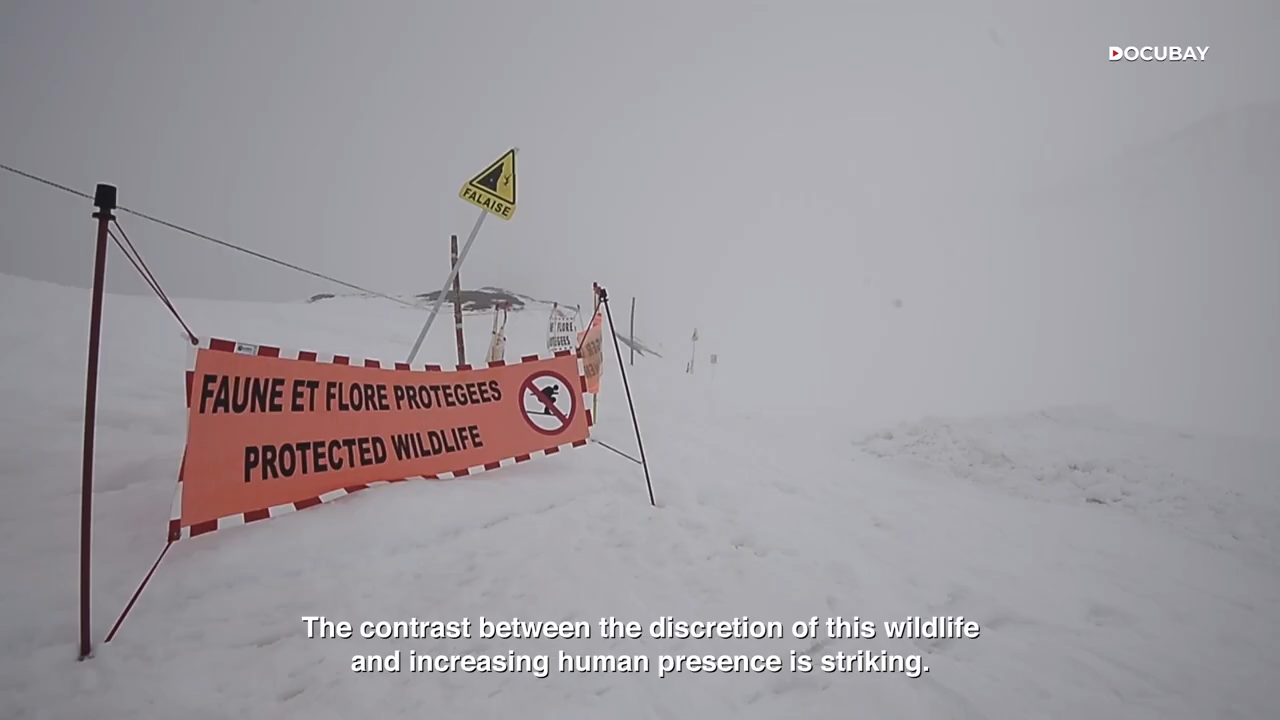 DOCUBAY
FALAISE
FAUNE ET FLORE PROTEGEES
PROTECTED WILDLIFE
The contrast between the discretion of this wildlife
and increasing human presence is striking.